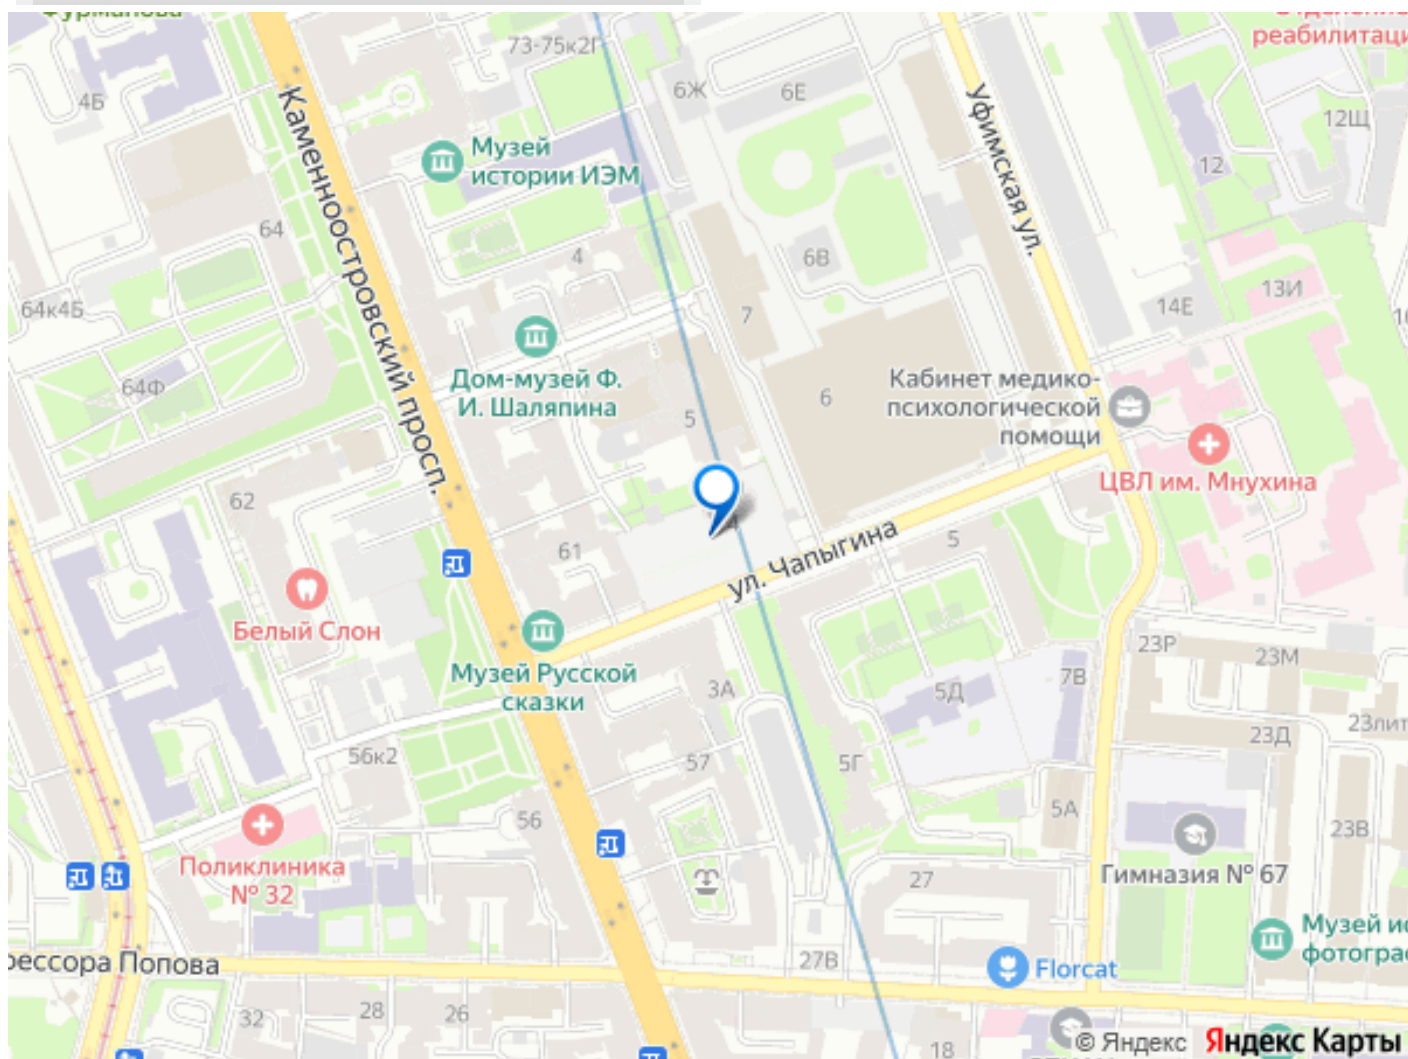 Фурманова
73-75к2Г
реабилитаци
4Б
6Ж
6Е
12Щ
Каменноостровский просп.
Музей
истории ИЭМ
Уфимская ул.
12
64
4
6В
13И
64к4Б
14Е
7
64Ф
Дом-музей Ф.
И. Шаляпина
5
6
Кабинет медико-
психологической
помощи
ЦВЛ им. Мнухина
62
61
4
ул. Чапыгина
5
Белый Слон
Музей Русской
сказки
23Р
23М
7В
3А
5Д
23лит
23Д
56к2
57
5Г
5А
56
23В
Поликлиника
№ 32
27
Гимназия № 67
Музей ис
фотограф
рессора Попова
27В
Florcat
32
28
26
18
© Яндекс Яндекс Карты